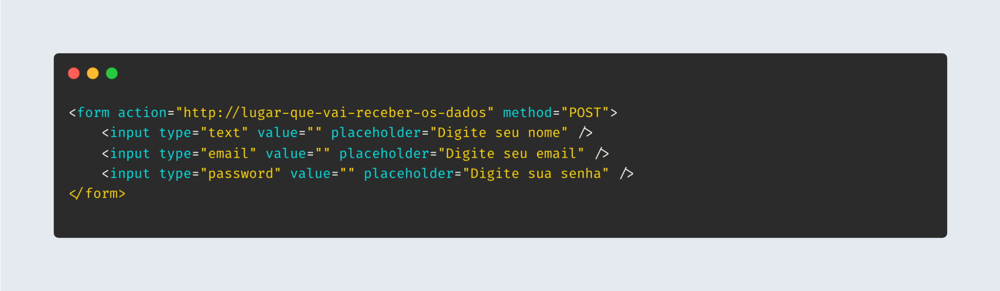 <form action="http://lugar-que-vai-receber-os-dados" method="POST">
    <input type="text" value="" placeholder="Digite seu nome" />
    <input type="email" value="" placeholder="Digite seu email" />
    <input type="password" value="" placeholder="Digite sua senha" />
</form>